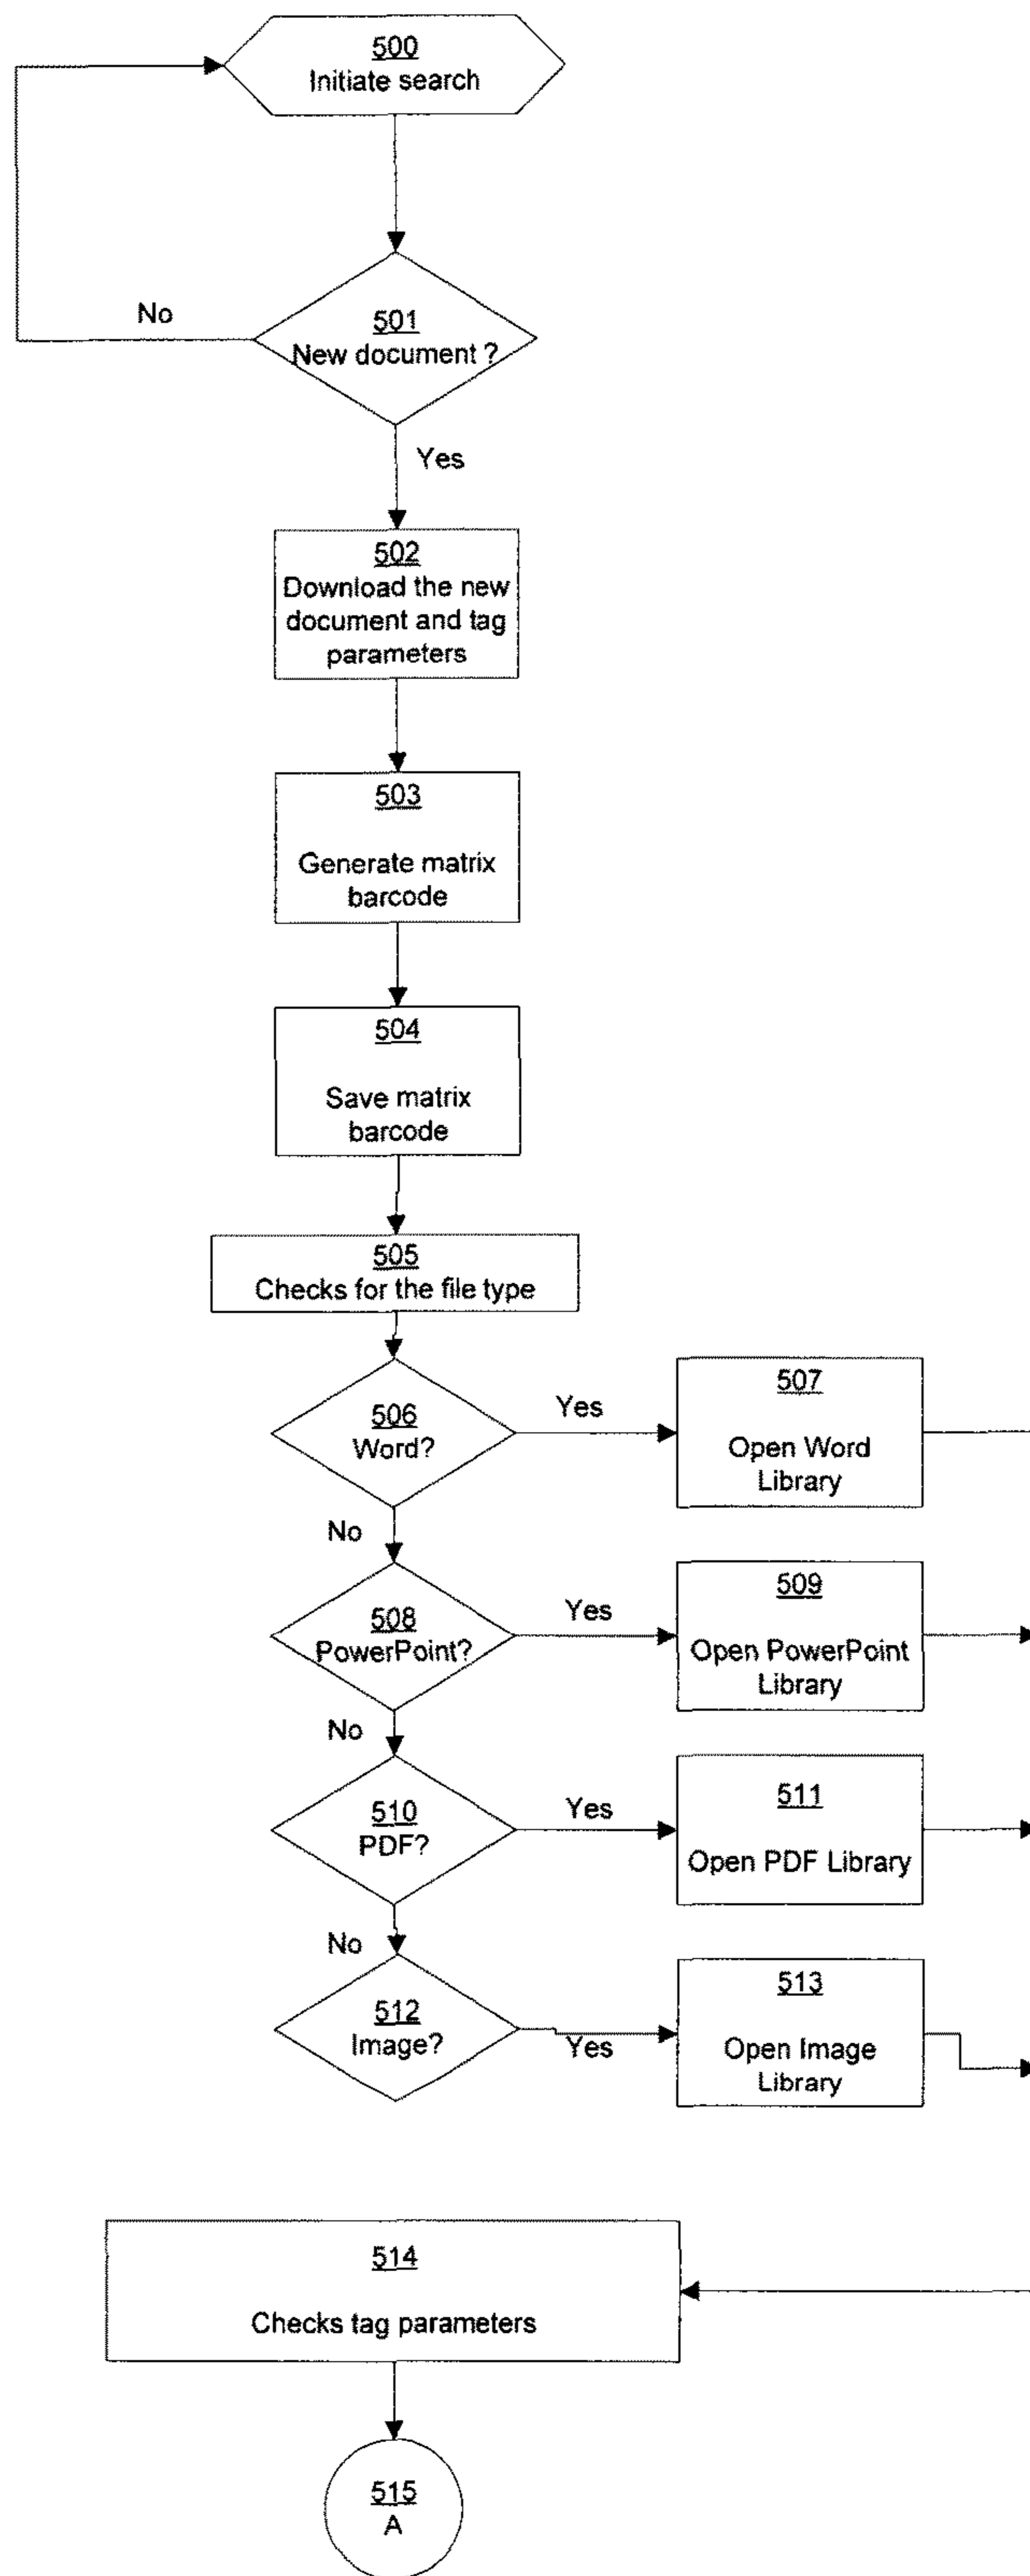 500
Initiate search
No
501
New document ?
Yes
502
Download the new
document and tag
parameters
503
Generate matrix
barcode
504
Save matrix
barcode
505
Checks for the file type
506
Word?
Yes
507
Open Word
Library
No
508
PowerPoint?
Yes
509
Open PowerPoint
Library
No
510
PDF?
Yes
511
Open PDF Library
No
512
Image?
Yes
513
Open Image
Library
514
Checks tag parameters
515
A